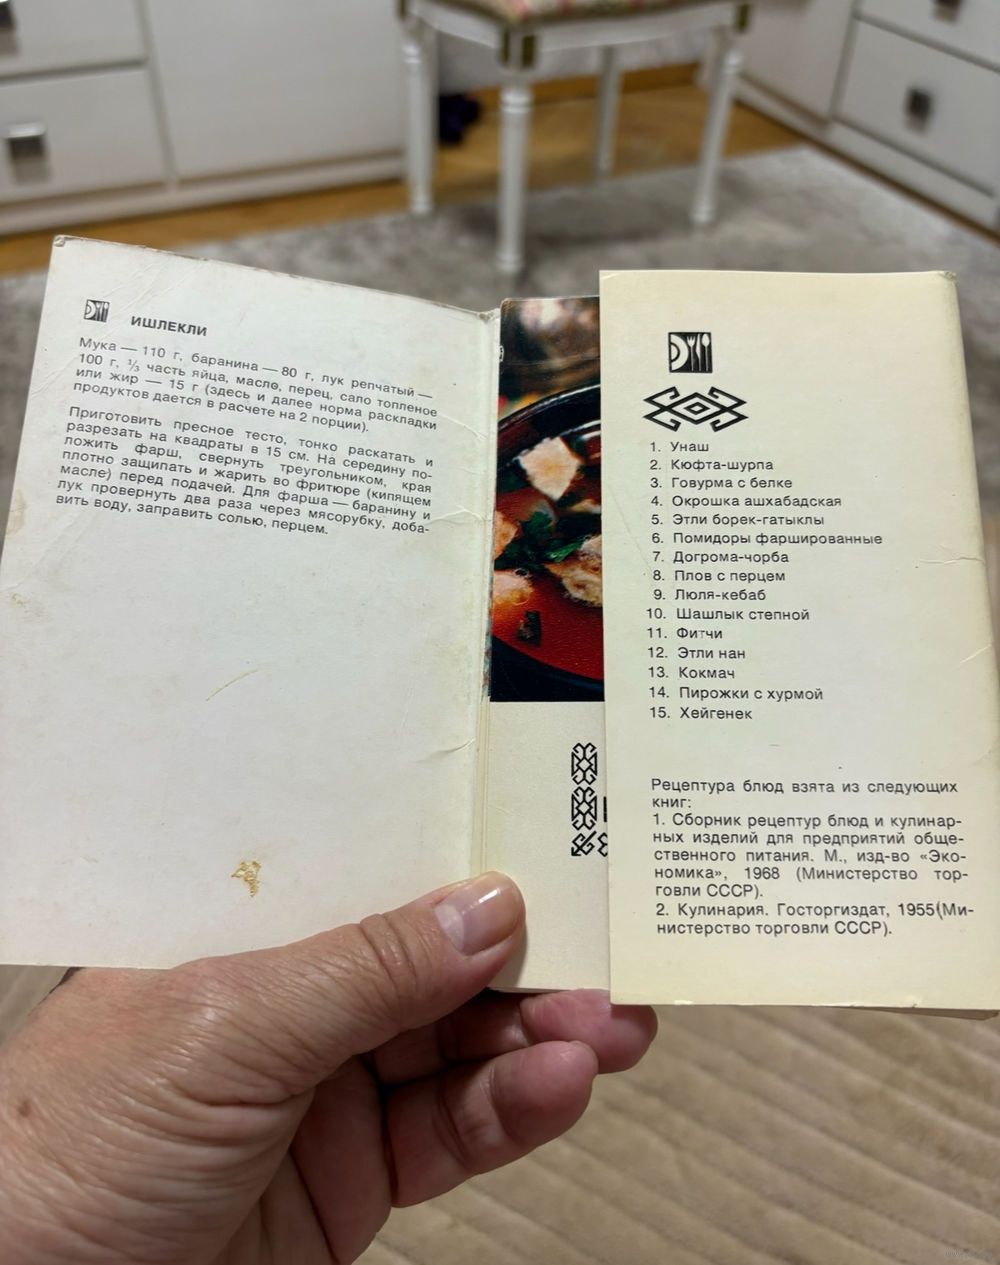 ИШЛЕКЛИ
Мука — 110 г, баранина — 80 г, лук репчатый —
100 г, ⅓ часть яйца, масло, перец, сало топленое
или жир — 15 г (здесь и далее норма раскладки
продуктов дается в расчете на 2 порции).
Приготовить пресное тесто, тонко раскатать и
разрезать на квадраты в 15 см. На середину по-
ложить фарш, свернуть треугольником, края
плотно защипать и жарить во фритюре (кипящем
масле) перед подачей. Для фарша — баранину и
лук провернуть два раза через мясорубку, доба-
вить воду, заправить солью, перцем.
1. Унаш
2. Кюфта-шурпа
3. Говурма с белке
4. Окрошка ашхабадская
5. Этли борек-гатыклы
6. Помидоры фаршированные
7. Догрома-чорба
8. Плов с перцем
9. Люля-кебаб
10. Шашлык степной
11. Фитчи
12. Этли нан
13. Кокмач
14. Пирожки с хурмой
15. Хейгенек
Рецептура блюд взята из следующих
книг:
1. Сборник рецептур блюд и кулинар-
ных изделий для предприятий обще-
ственного питания. М., изд-во «Эко-
номика», 1968 (Министерство тор-
говли СССР).
2. Кулинария. Госторгиздат, 1955(Ми-
нистерство торговли СССР).